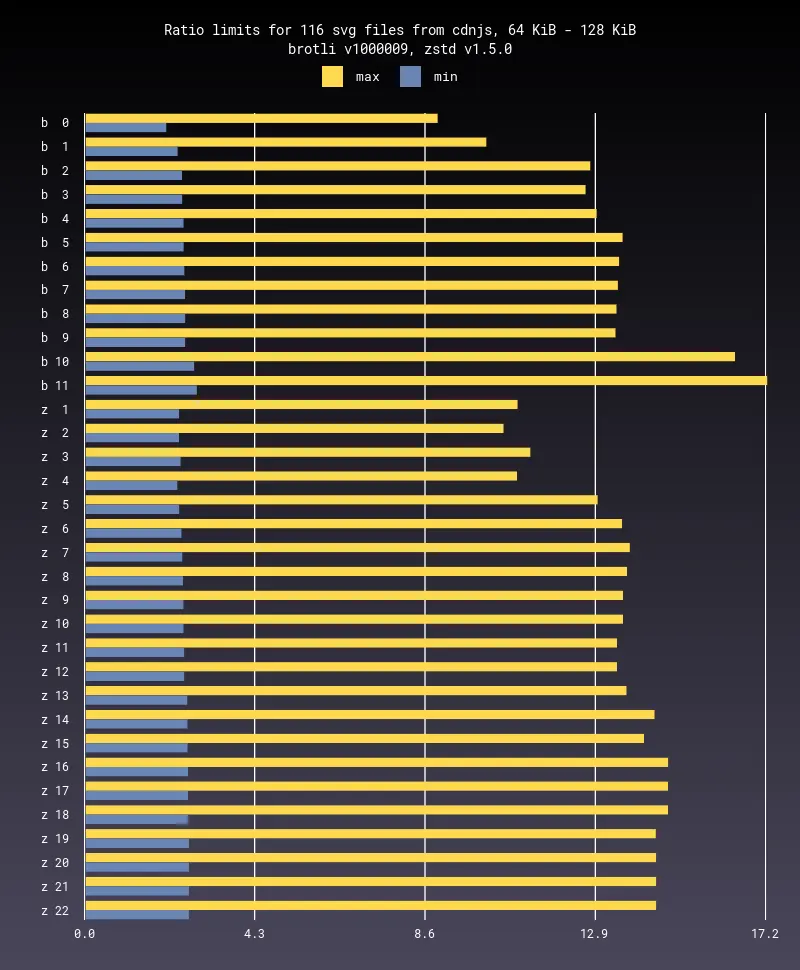 Ratio limits for 116 svg files from cdnjs, 64 KiB - 128 KiB
brotli v1000009, zstd v1.5.0
max min
b 0
b 1
b 2
b 3
b 4
b 5
b 6
b 7
b 8
b 9
b 10
b 11
z 1
z 2
z 3
z 4
z 5
z 6
z 7
z 8
z 9
z 10
z 11
z 12
z 13
z 14
z 15
z 16
z 17
z 18
z 19
z 20
z 21
z 22
0.0 4.3 8.6 12.9 17.2